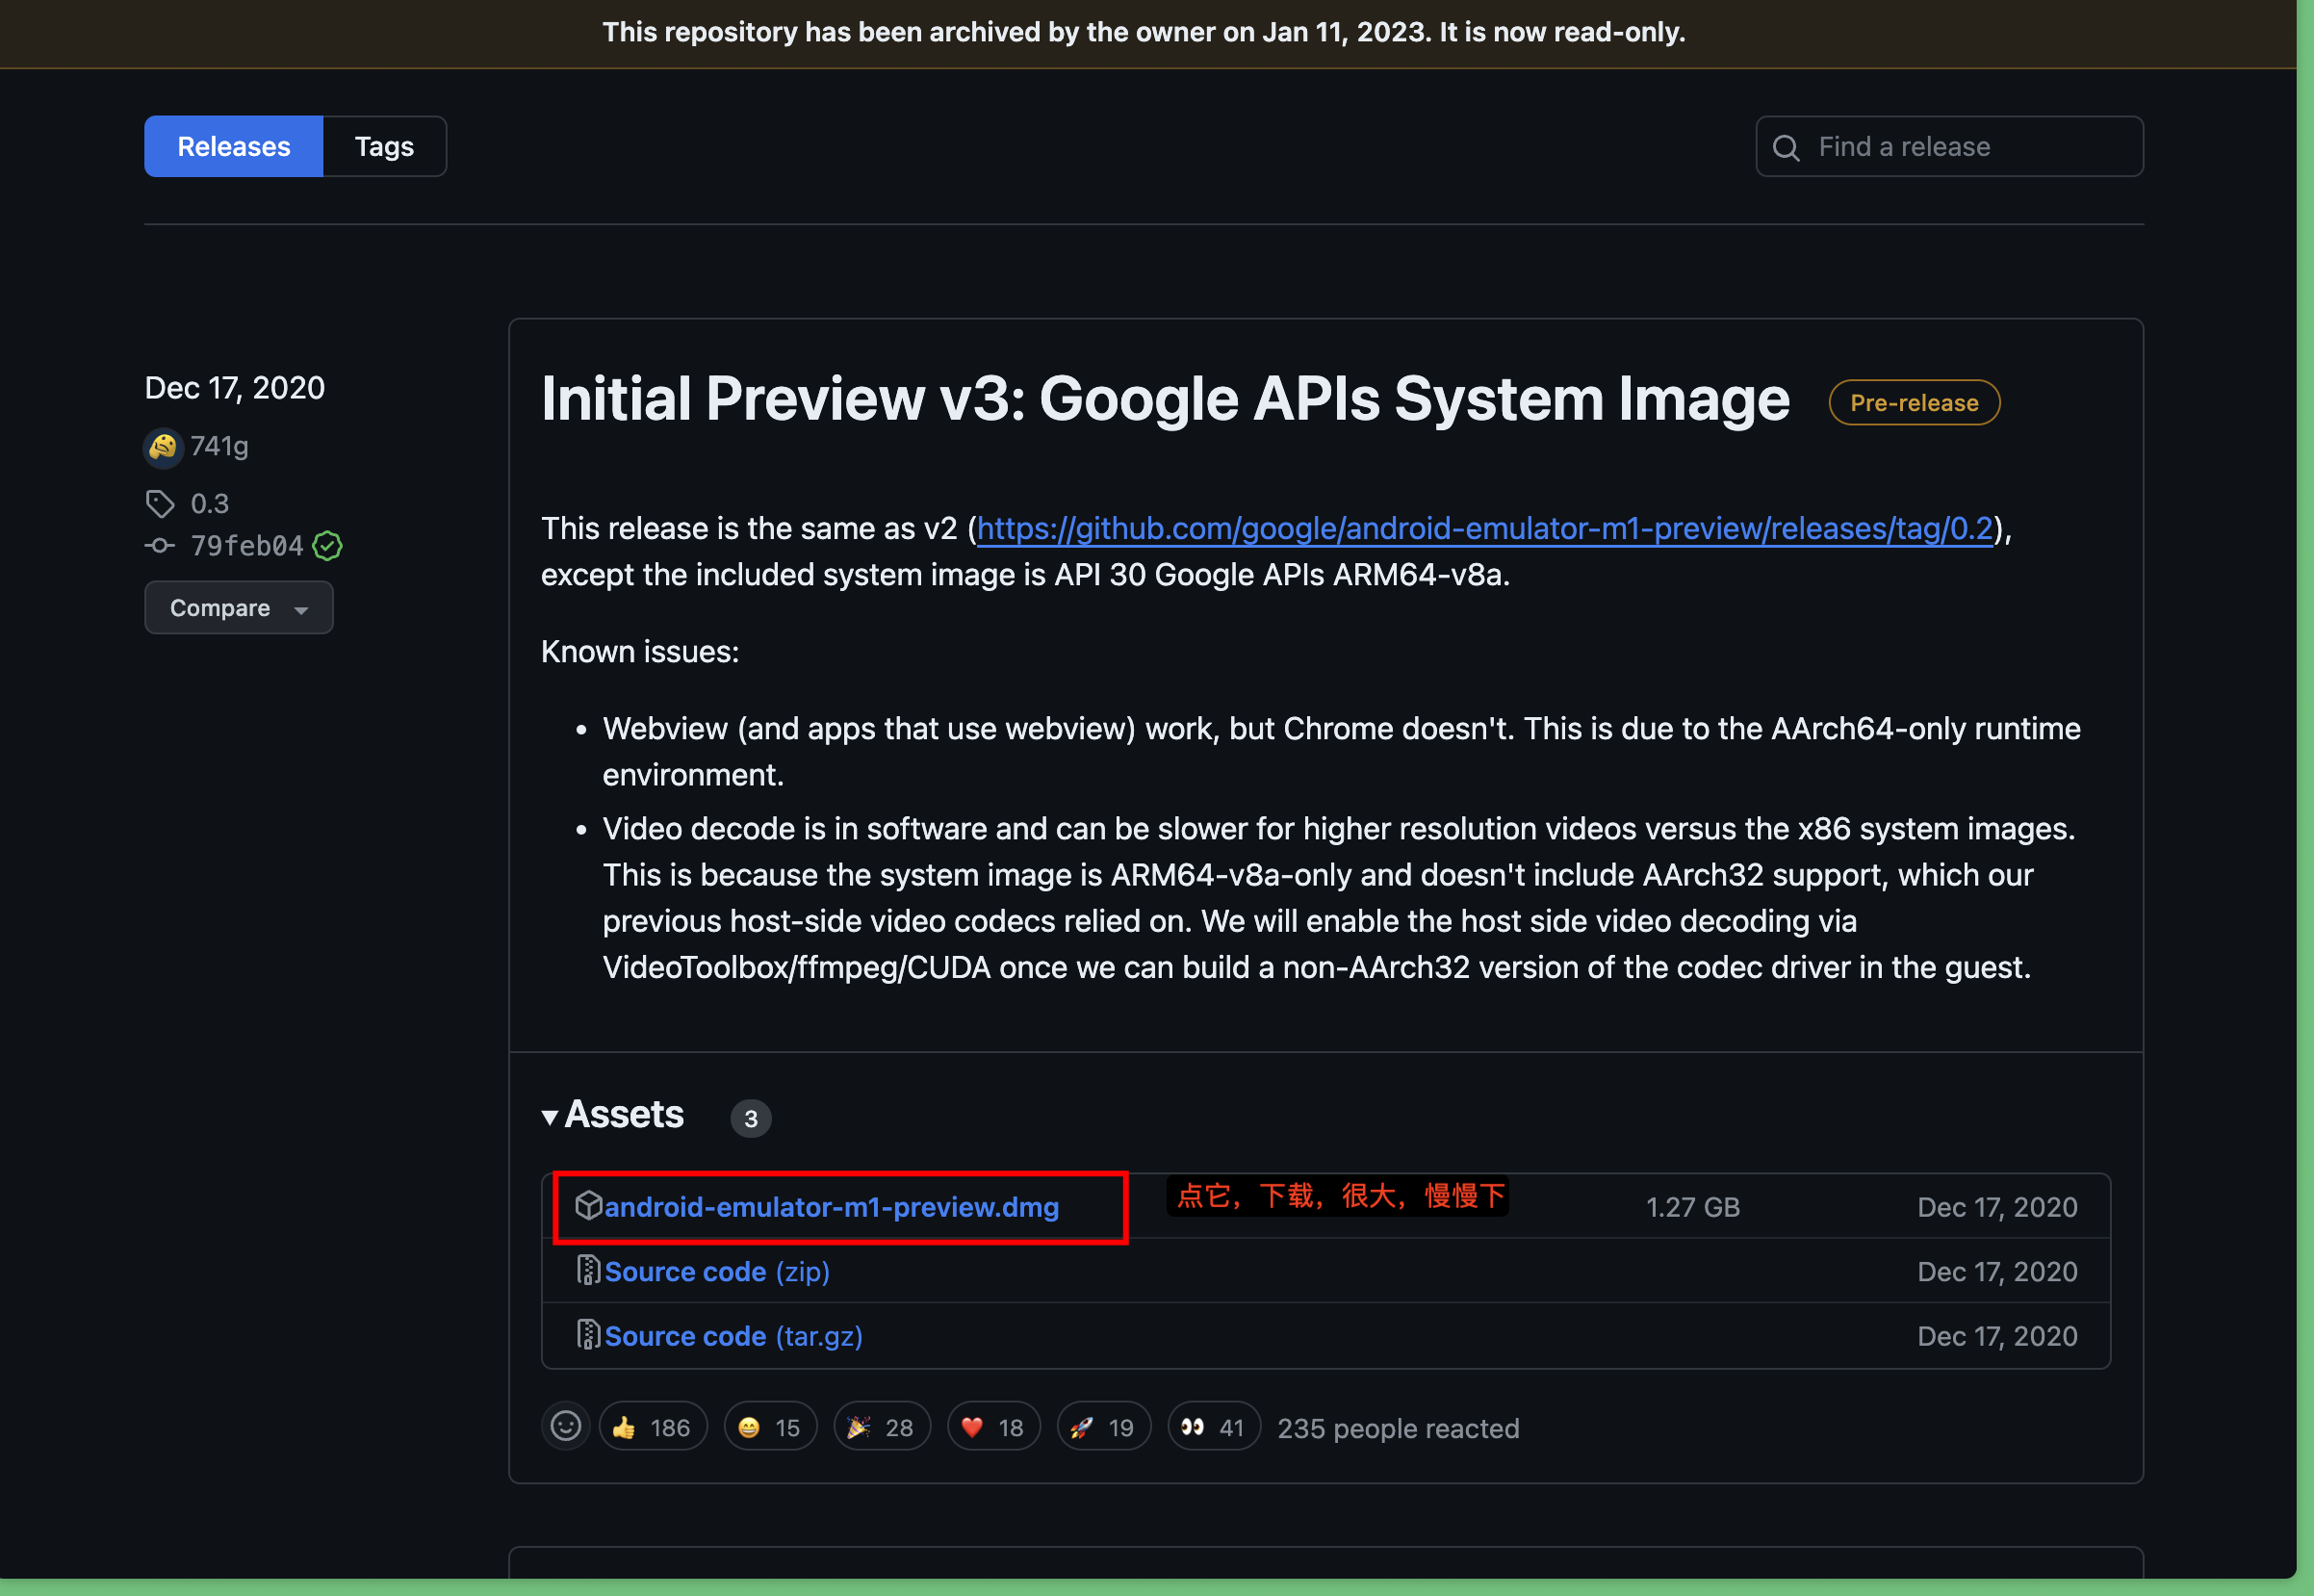 This repository has been archived by the owner on Jan 11, 2023. It is now read-only.
Releases
Tags
Find a release
Dec 17, 2020
741g
0.3
79feb04
Compare
Initial Preview v3: Google APIs System Image
Pre-release
This release is the same as v2 (https://github.com/google/android-emulator-m1-preview/releases/tag/0.2),
except the included system image is API 30 Google APIs ARM64-v8a.
Known issues:
• Webview (and apps that use webview) work, but Chrome doesn't. This is due to the AArch64-only runtime
environment.
• Video decode is in software and can be slower for higher resolution videos versus the x86 system images.
This is because the system image is ARM64-v8a-only and doesn't include AArch32 support, which our
previous host-side video codecs relied on. We will enable the host side video decoding via
VideoToolbox/ffmpeg/CUDA once we can build a non-AArch32 version of the codec driver in the guest.
Assets 3
android-emulator-m1-preview.dmg 点它，下载，很大，慢慢下 1.27 GB Dec 17, 2020
Source code (zip) Dec 17, 2020
Source code (tar.gz) Dec 17, 2020
👍 186 😄 15 🎉 28 ❤️ 18 🚀 19 👀 41 235 people reacted